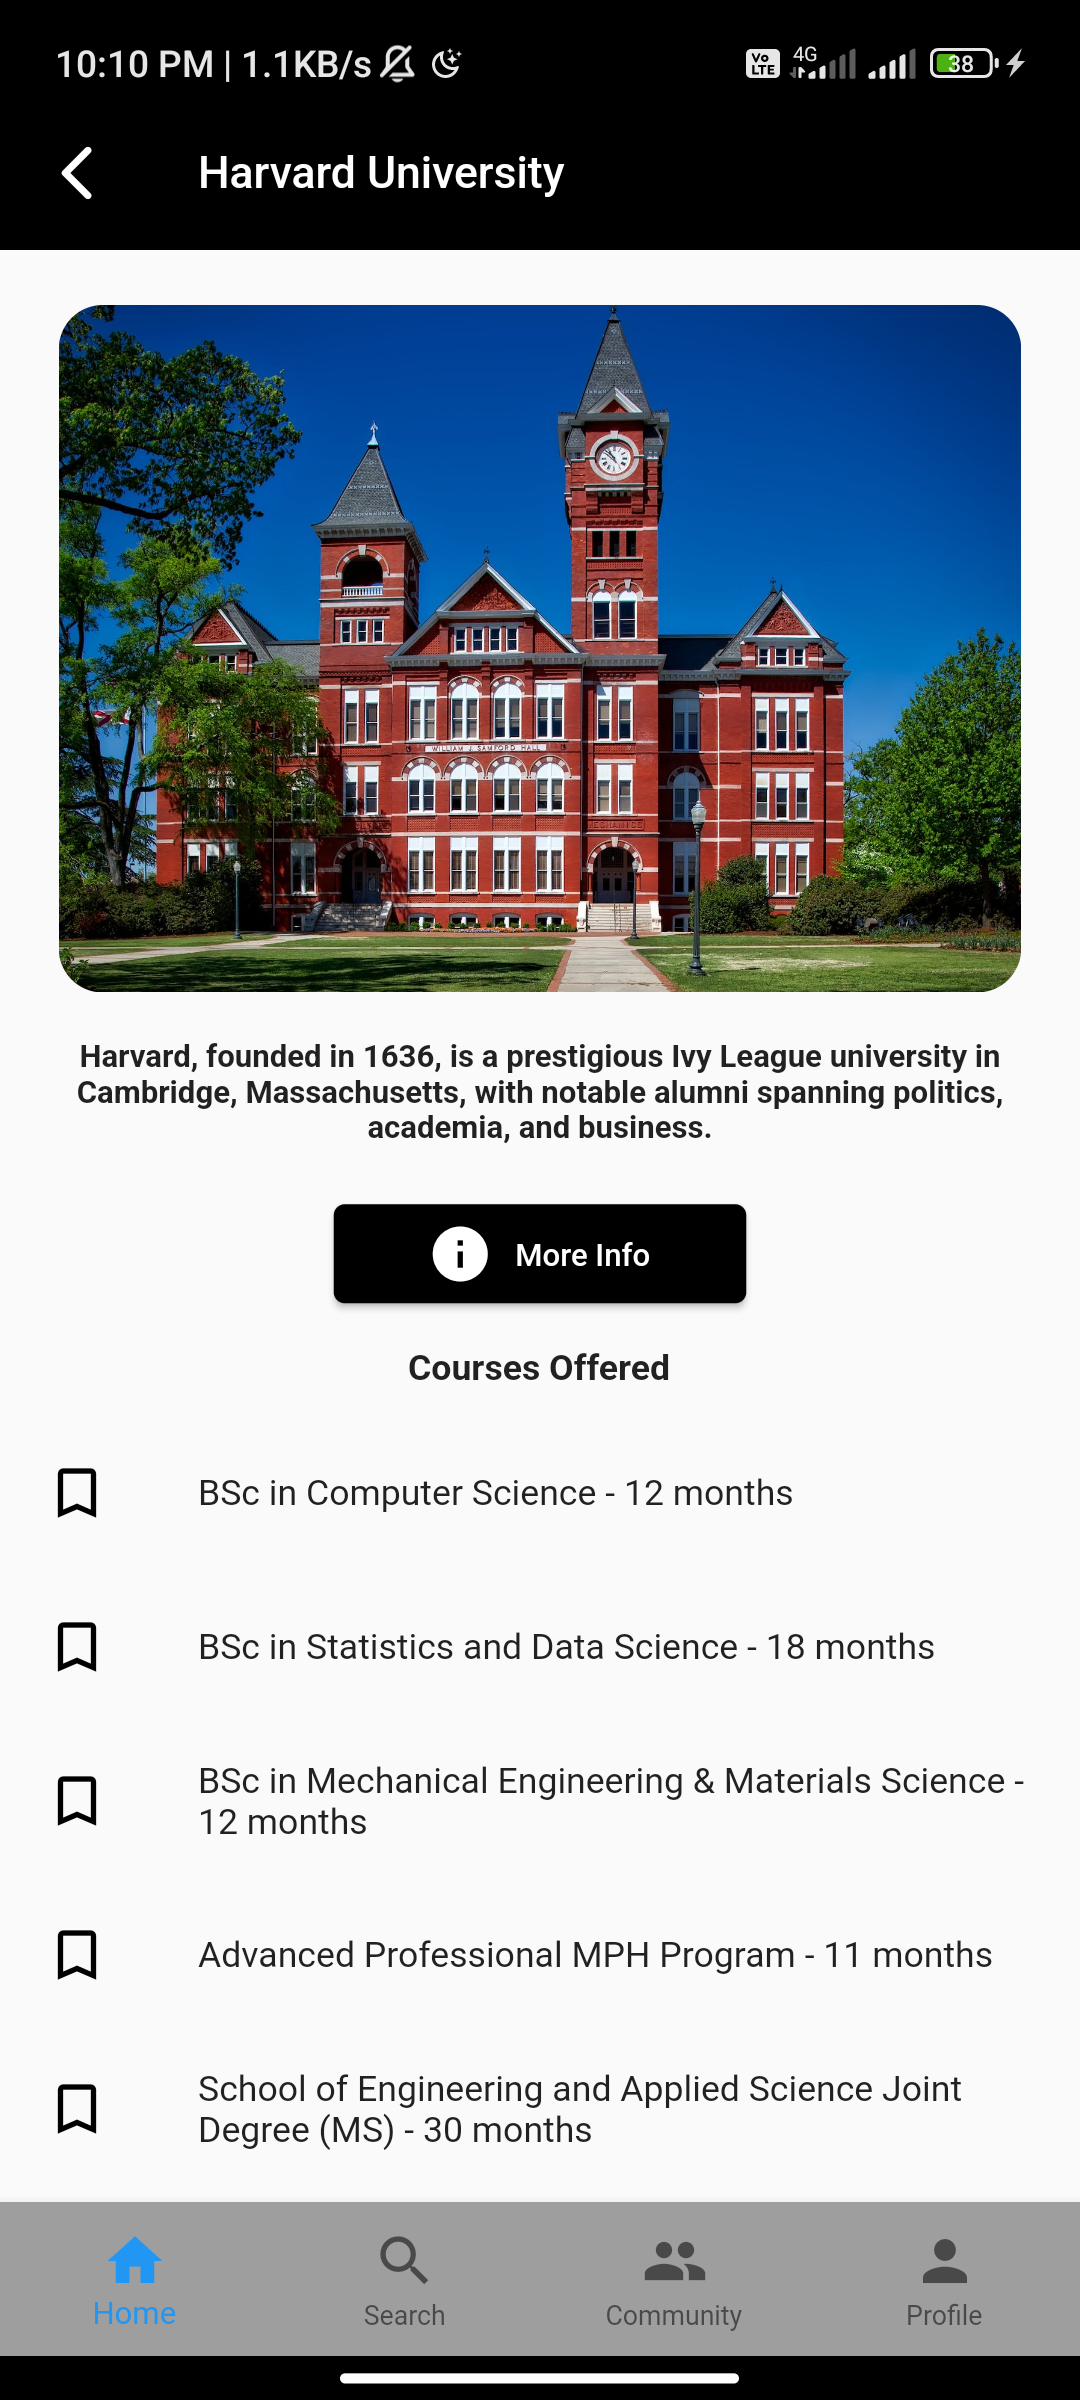 10:10 PM | 1.1KB/s
Vo LTE 4G 38
Harvard University
WILLIAM J. SAMFORD HALL
Harvard, founded in 1636, is a prestigious Ivy League university in
Cambridge, Massachusetts, with notable alumni spanning politics,
academia, and business.
More Info
Courses Offered
BSc in Computer Science - 12 months
BSc in Statistics and Data Science - 18 months
BSc in Mechanical Engineering & Materials Science -
12 months
Advanced Professional MPH Program - 11 months
School of Engineering and Applied Science Joint
Degree (MS) - 30 months
Home
Search
Community
Profile